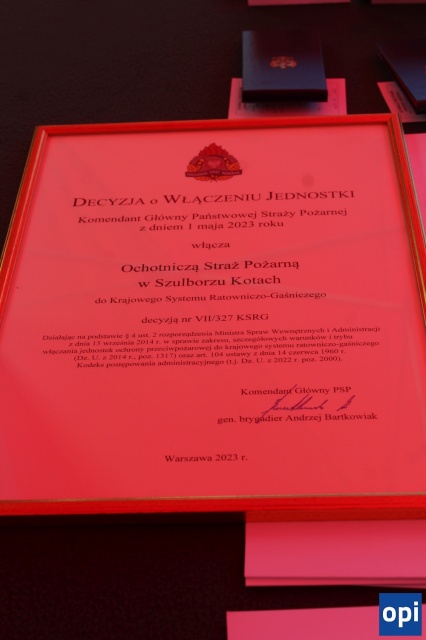 DECYZJA O WŁĄCZENIU JEDNOSTKI
Komendant Główny Państwowej Straży Pożarnej
z dniem 1 maja 2023 roku
włącza
Ochotniczą Straż Pożarną
w Szulborzu Kotach
do Krajowego Systemu Ratowniczo-Gaśniczego
decyzją nr VII/327 KSRG
Działając na podstawie § 4 ust. 2 rozporządzenia Ministra Spraw Wewnętrznych i Administracji
z dnia 15 września 2014 r. w sprawie zakresu, szczegółowych warunków i trybu
włączania jednostek ochrony przeciwpożarowej do krajowego systemu ratowniczo-gaśniczego
(Dz. U. z 2014 r., poz. 1317) oraz art. 104 ustawy z dnia 14 czerwca 1960 r.
Kodeks postępowania administracyjnego (t.j. Dz. U. z 2022 r. poz. 2000).
Komendant Główny PSP
gen. brygadier Andrzej Bartkowiak
Warszawa 2023 r.
opi